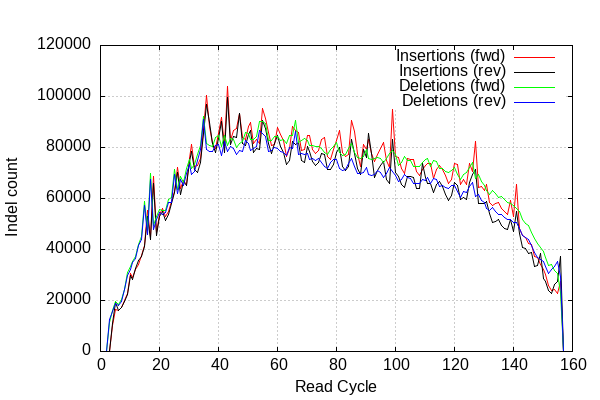 120000
100000
80000
60000
40000
20000
0
Indel count
Insertions (fwd)
Insertions (rev)
Deletions (fwd)
Deletions (rev)
0 20 40 60 80 100 120 140 160
Read Cycle